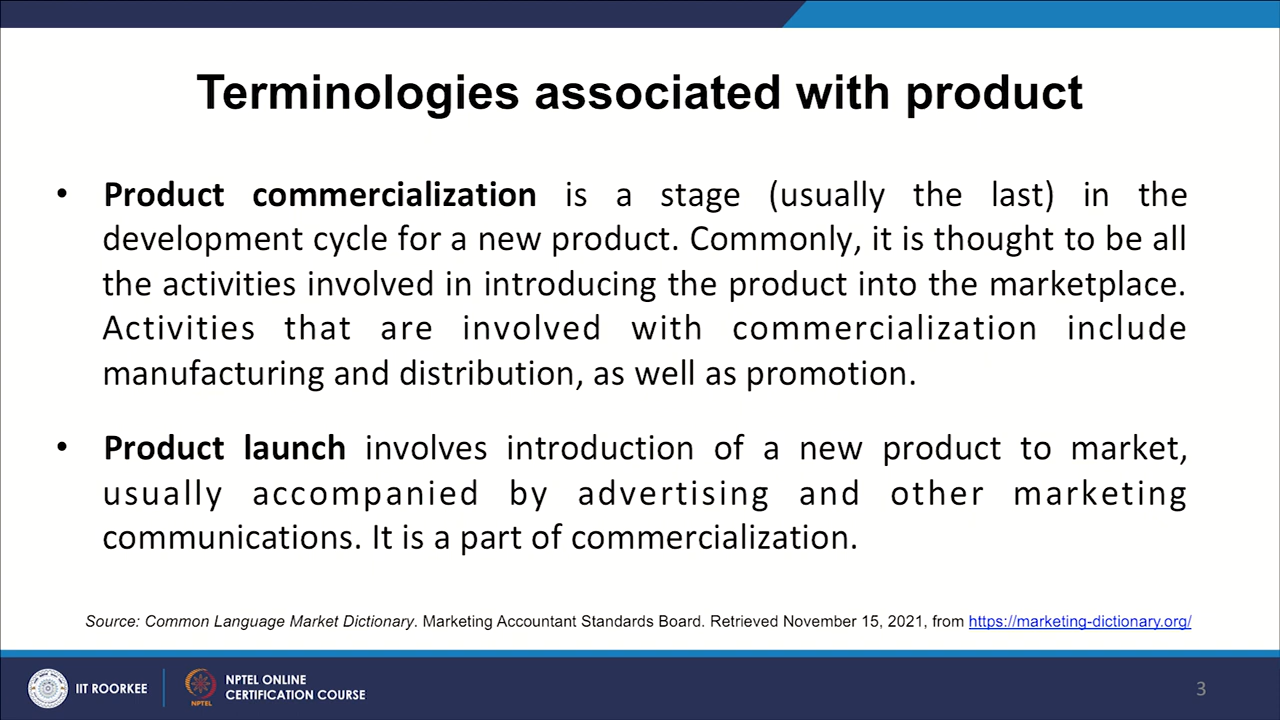 Terminologies associated with product
• Product commercialization is a stage (usually the last) in the
development cycle for a new product. Commonly, it is thought to be all
the activities involved in introducing the product into the marketplace.
Activities that are involved with commercialization include
manufacturing and distribution, as well as promotion.
• Product launch involves introduction of a new product to market,
usually accompanied by advertising and other marketing
communications. It is a part of commercialization.
Source: Common Language Market Dictionary. Marketing Accountant Standards Board. Retrieved November 15, 2021, from https://marketing-dictionary.org/
IIT ROORKEE
NPTEL
NPTEL ONLINE
CERTIFICATION COURSE
3